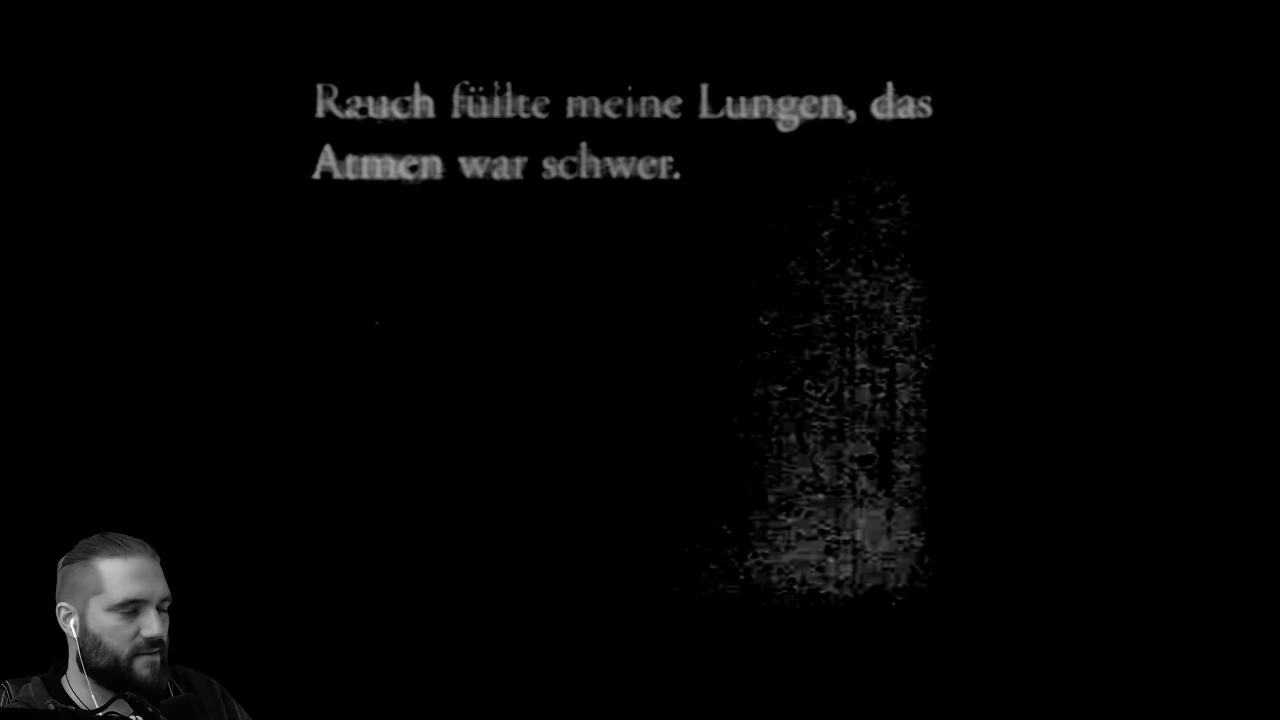 Rauch füllte meine Lungen, das
Atmen war schwer.